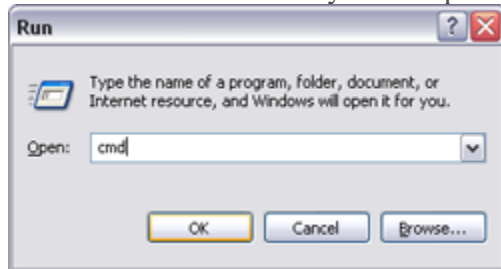 Run
Type the name of a program, folder, document, or
Internet resource, and Windows will open it for you.
Open:
cmd
OK
Cancel
Browse...